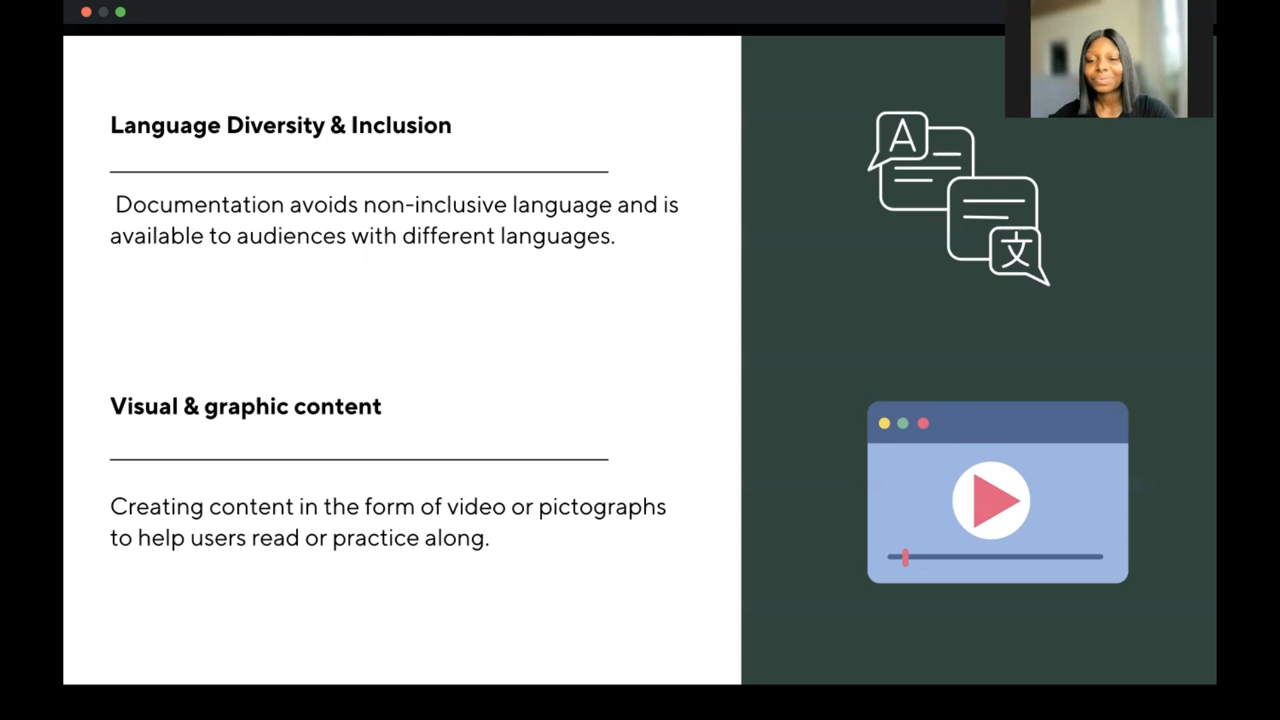 Language Diversity & Inclusion
Documentation avoids non-inclusive language and is
available to audiences with different languages.
A
文
Visual & graphic content
Creating content in the form of video or pictographs
to help users read or practice along.